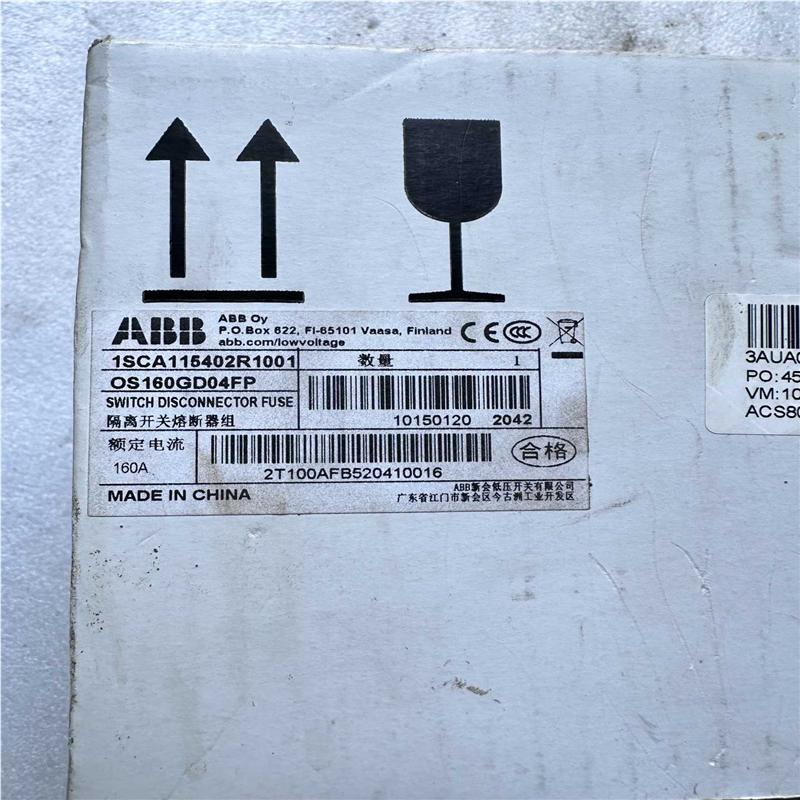 ABB
ABB Oy
P.O.Box 622, FI-65101 Vaasa, Finland
abb.com/lowvoltage
CE CCC
1SCA115402R1001 数量 1
OS160GD04FP
SWITCH DISCONNECTOR FUSE
隔离开关熔断器组
10150120 2042
额定电流
160A
2T100AFB520410016
合格
MADE IN CHINA
ABB新会低压开关有限公司
广东省江门市新会区今古洲工业开发区
3AUA0
PO:45
VM:10
ACS80